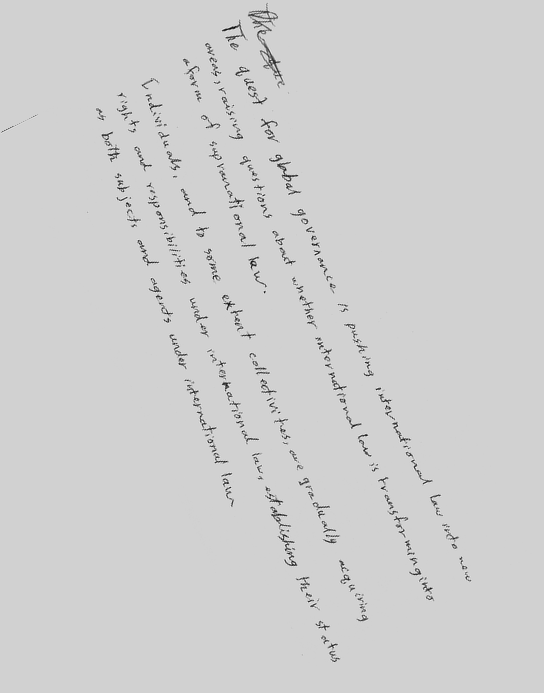 The quest for global governance is pushing international law into new
areas, raising questions about whether international law is transforming into
a form of supranational law.
Individuals, and to some extent collectivities, are gradually acquiring
rights and responsibilities under international law, establishing their status
as both subjects and agents under international law